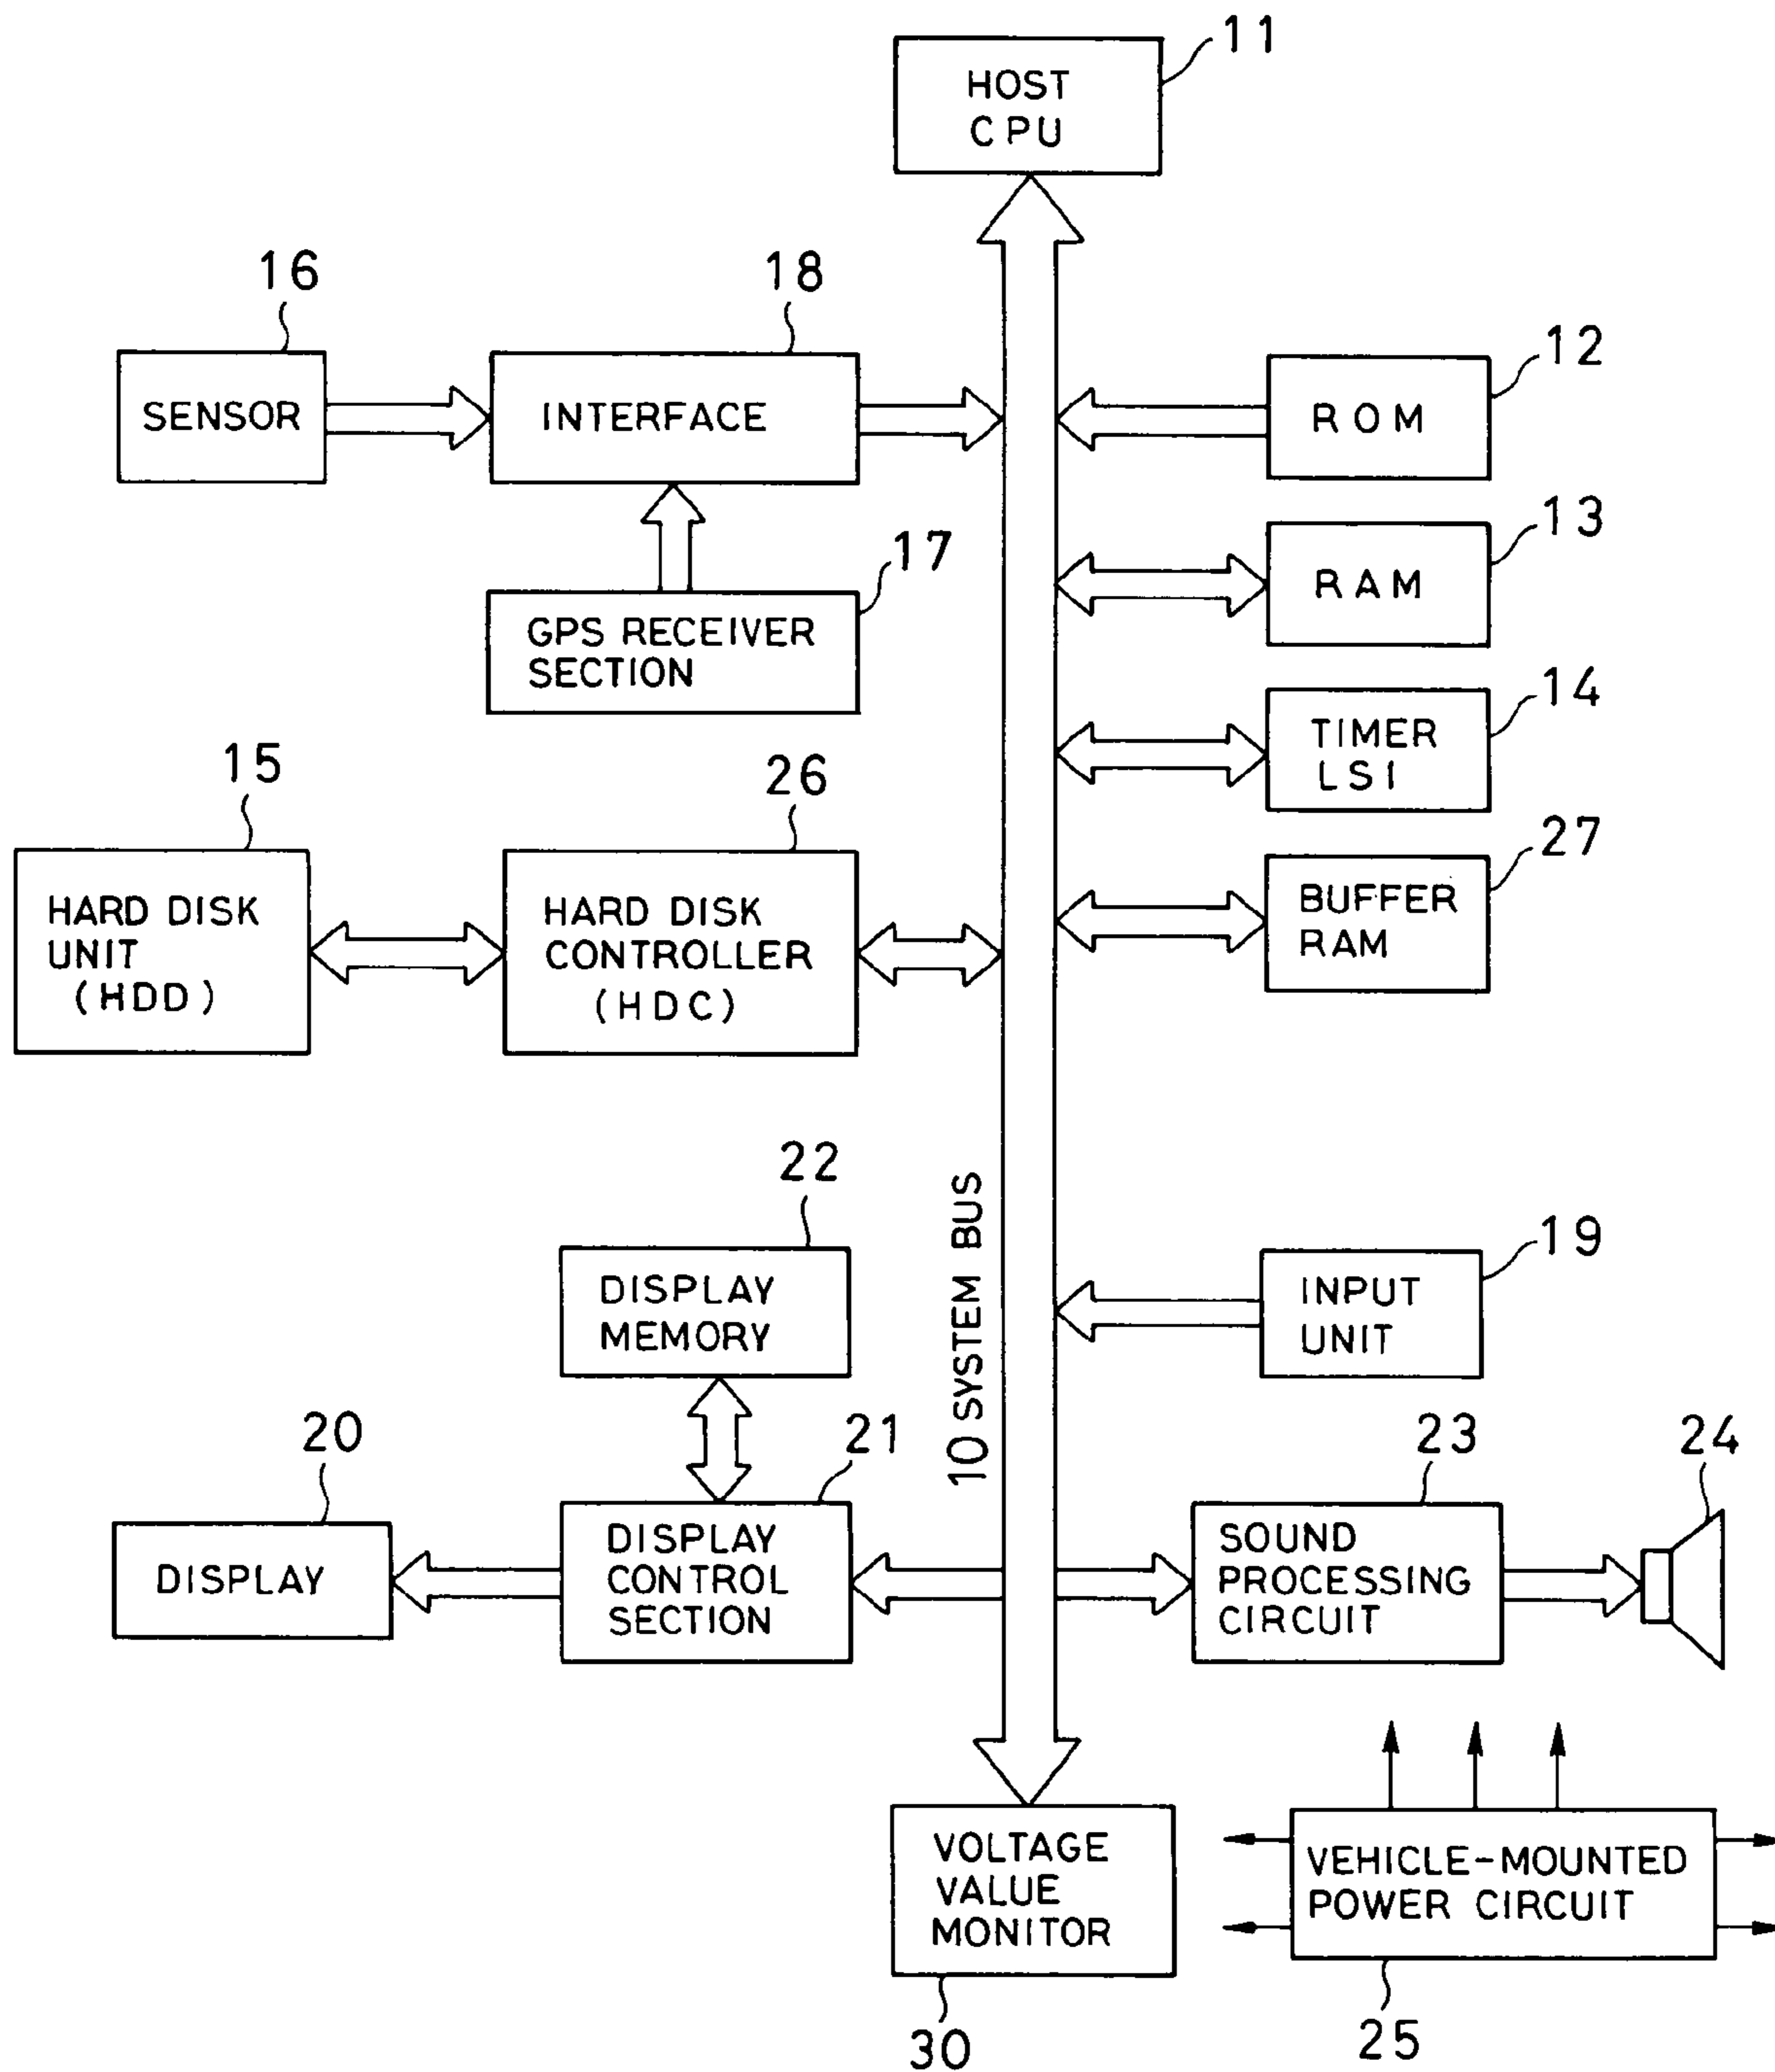 11
HOST
CPU
16
18
12
SENSOR
INTERFACE
ROM
13
17
RAM
GPS RECEIVER
SECTION
14
TIMER
LSI
15
26
27
HARD DISK
UNIT
(HDD)
HARD DISK
CONTROLLER
(HDC)
BUFFER
RAM
22
10 SYSTEM BUS
19
DISPLAY
MEMORY
INPUT
UNIT
20
21
23
24
DISPLAY
DISPLAY
CONTROL
SECTION
SOUND
PROCESSING
CIRCUIT
VOLTAGE
VALUE
MONITOR
VEHICLE-MOUNTED
POWER CIRCUIT
30
25